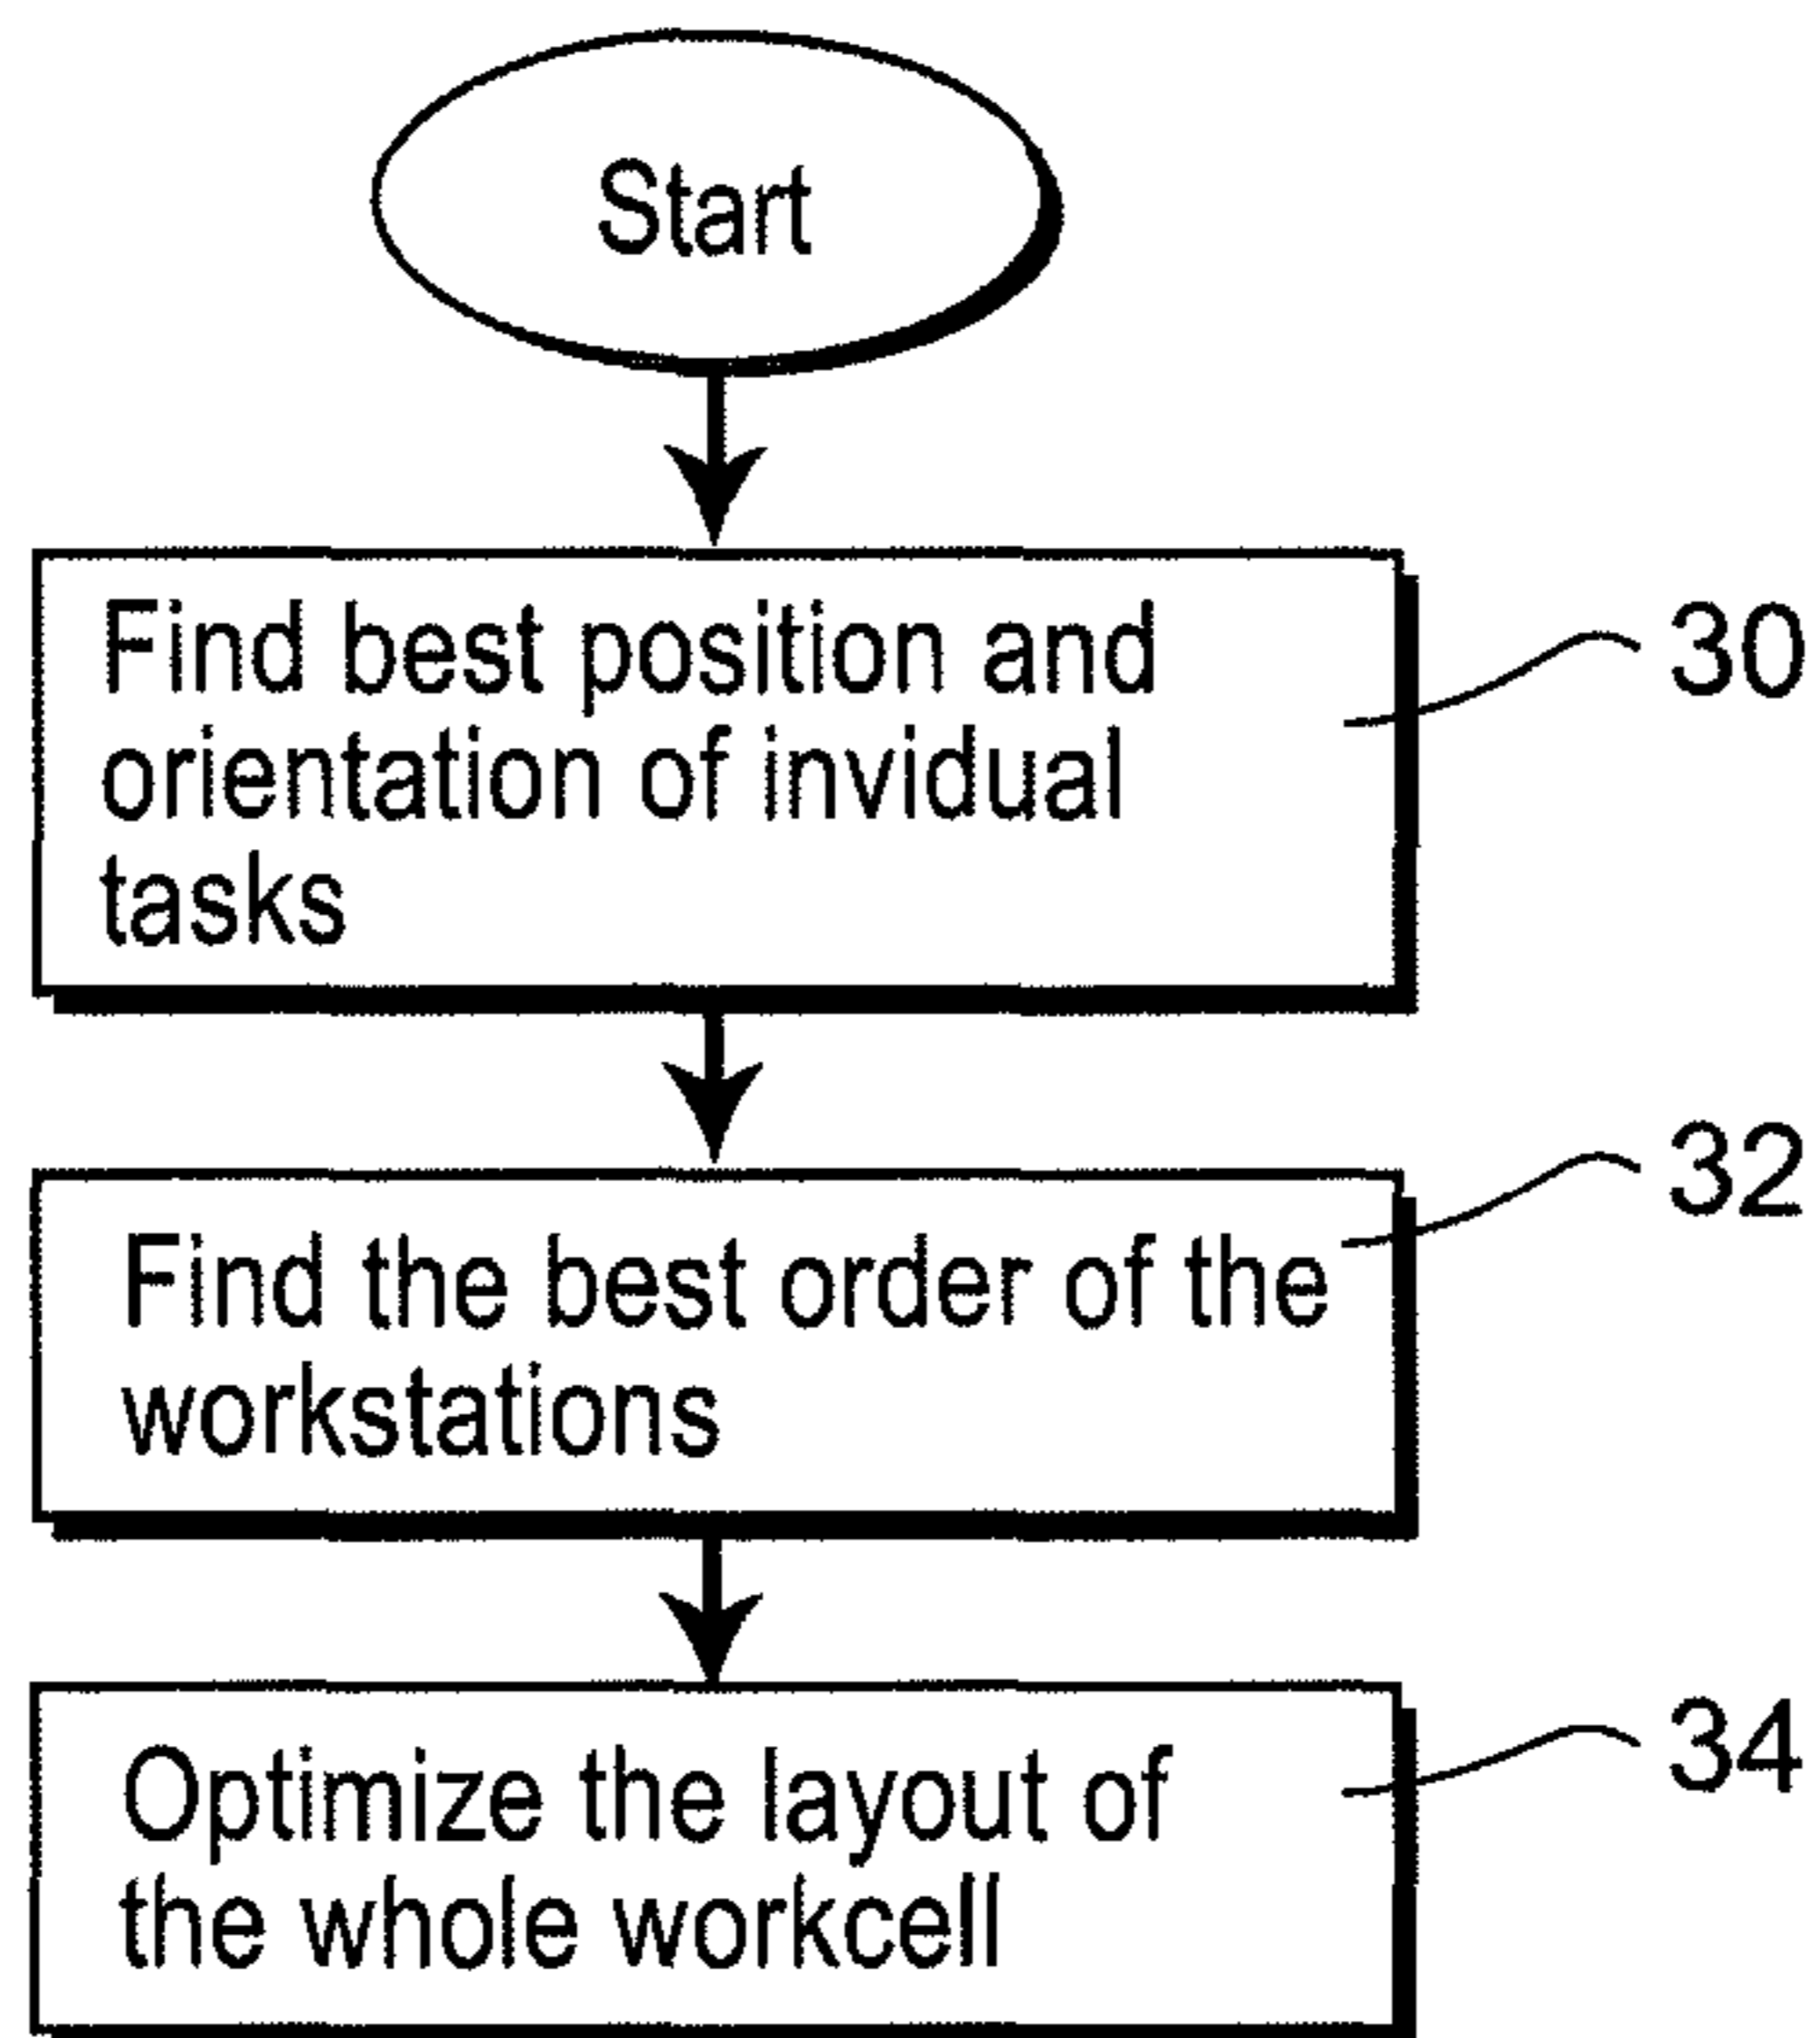 Start
Find best position and
orientation of invidual
tasks
30
Find the best order of the
workstations
32
Optimize the layout of
the whole workcell
34